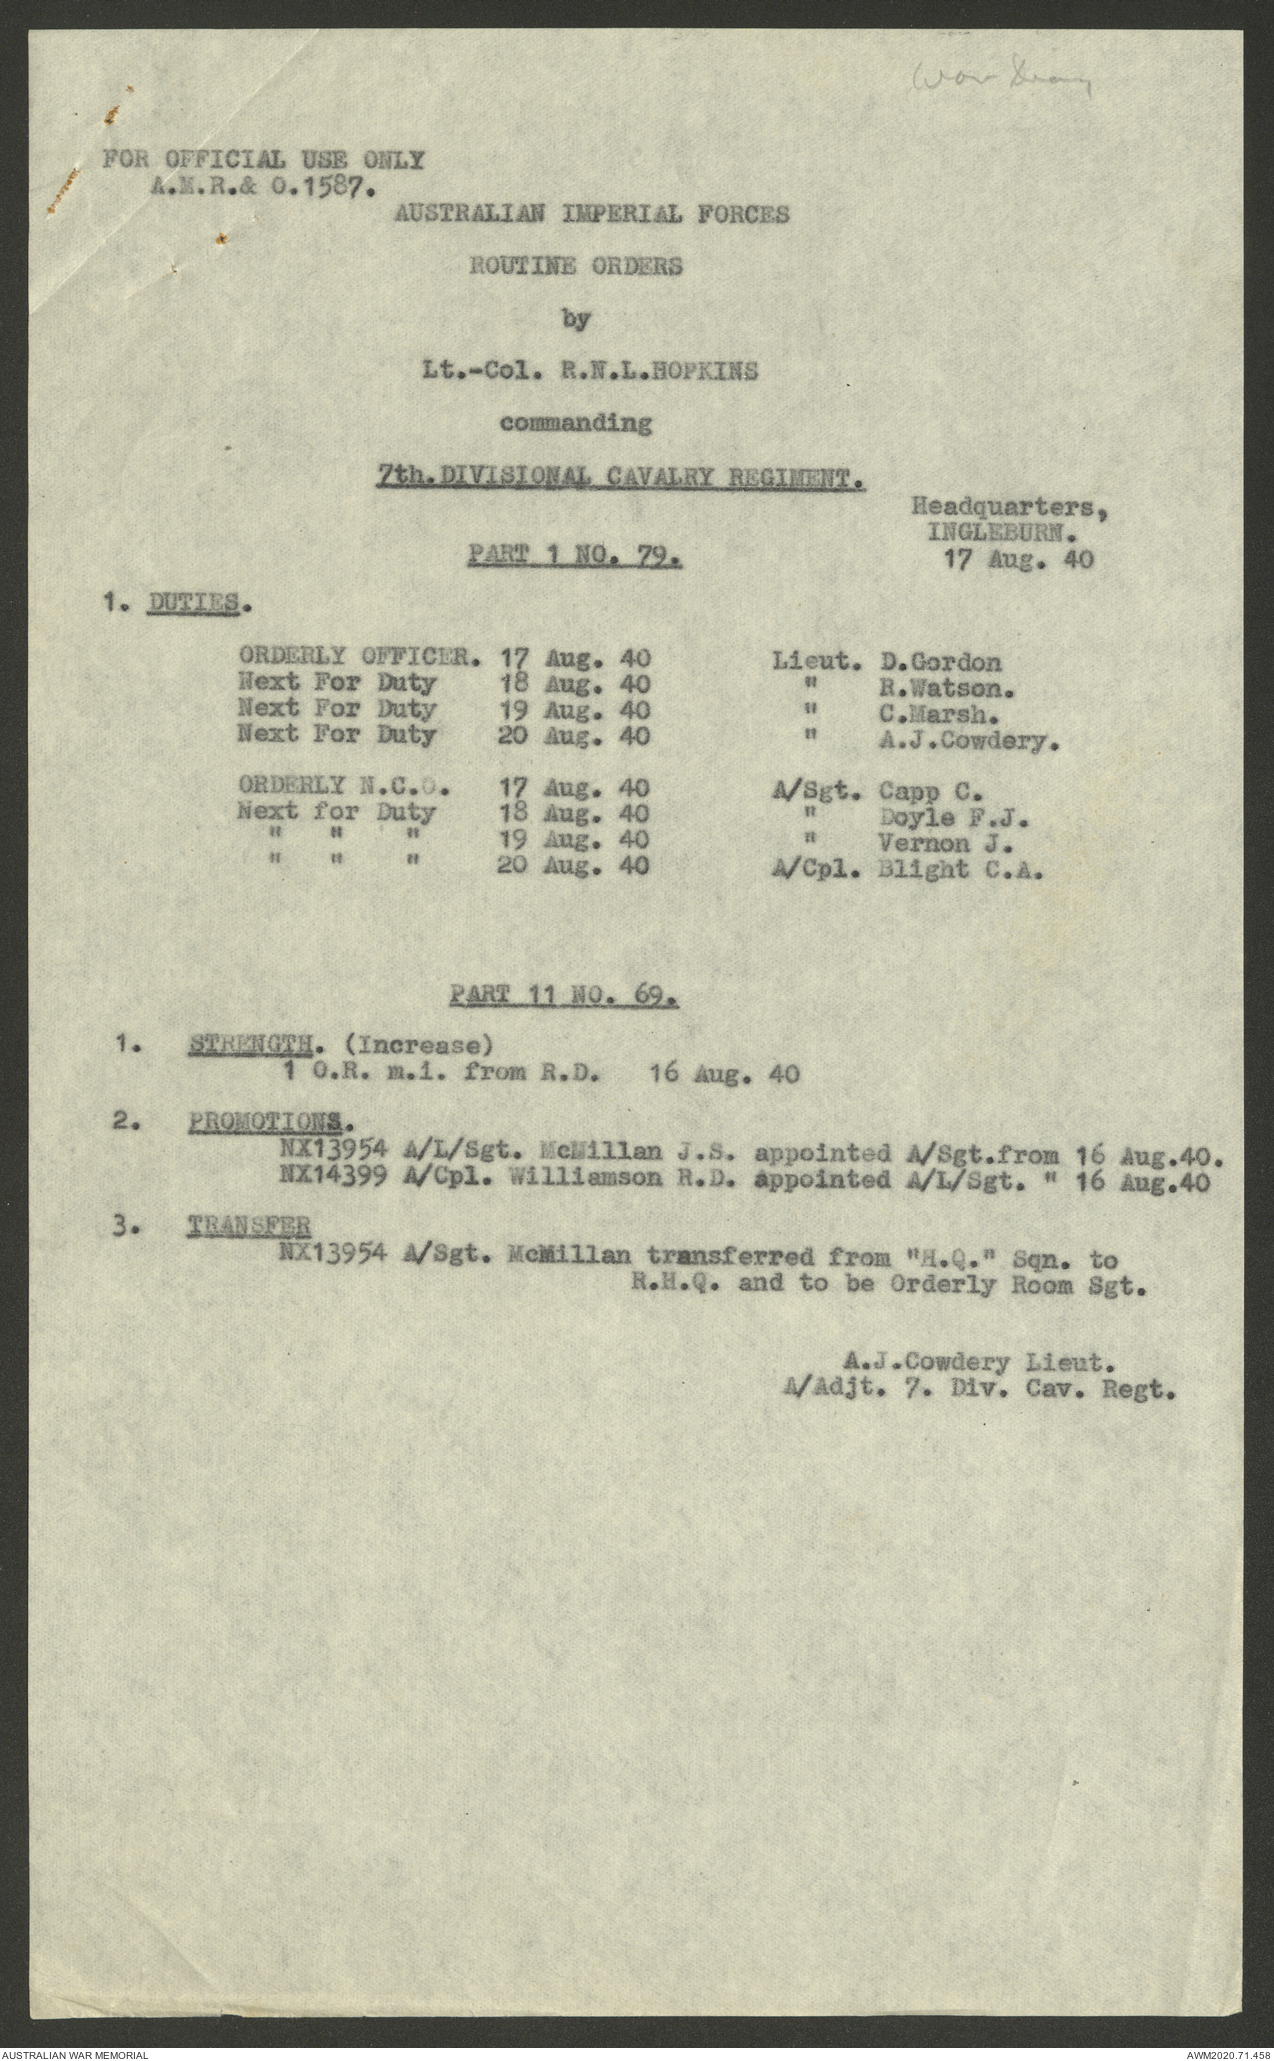 War Diary
FOR OFFICIAL USE ONLY
A.M.R.& O.1587.
AUSTRALIAN IMPERIAL FORCES
ROUTINE ORDERS
by
Lt.-Col. R.N.L.HOPKINS
commanding
7th.DIVISIONAL CAVALRY REGIMENT.
Headquarters,
INGLEBURN.
PART 1 NO. 79.
17 Aug. 40
1. DUTIES.
ORDERLY OFFICER. 17 Aug. 40 Lieut. D.Gordon
Next For Duty 18 Aug. 40 " R.Watson.
Next For Duty 19 Aug. 40 " C.Marsh.
Next For Duty 20 Aug. 40 " A.J.Cowdery.
ORDERLY N.C.O. 17 Aug. 40 A/Sgt. Capp C.
Next for Duty 18 Aug. 40 " Doyle F.J.
" " " 19 Aug. 40 " Vernon J.
" " " 20 Aug. 40 A/Cpl. Blight C.A.
PART 11 NO. 69.
1. STRENGTH. (Increase)
1 O.R. m.i. from R.D. 16 Aug. 40
2. PROMOTIONS.
NX13954 A/L/Sgt. McMillan J.S. appointed A/Sgt.from 16 Aug.40.
NX14399 A/Cpl. Williamson R.D. appointed A/L/Sgt. " 16 Aug.40
3. TRANSFER
NX13954 A/Sgt. McMillan transferred from "H.Q." Sqn. to
R.H.Q. and to be Orderly Room Sgt.
A.J.Cowdery Lieut.
A/Adjt. 7. Div. Cav. Regt.
AUSTRALIAN WAR MEMORIAL
AWM2020.71.458